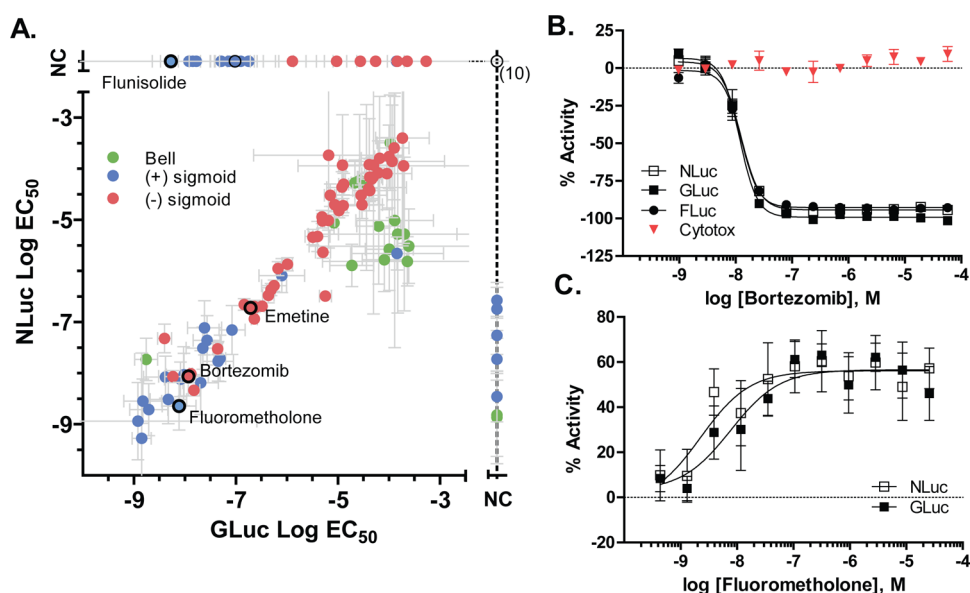 A.
NC
Flunisolide
(10)
-3
-5
-7
-9
NLuc Log EC50
Bell
(+) sigmoid
(-) sigmoid
Emetine
Bortezomib
Fluorometholone
-9 -7 -5 -3 NC
GLuc Log EC50
B.
25
0
-25
-50
-75
-100
-125
% Activity
NLuc
GLuc
FLuc
Cytotox
-9 -8 -7 -6 -5 -4
log [Bortezomib], M
C.
80
60
40
20
0
20
% Activity
NLuc
GLuc
-9 -8 -7 -6 -5 -4
log [Fluorometholone], M